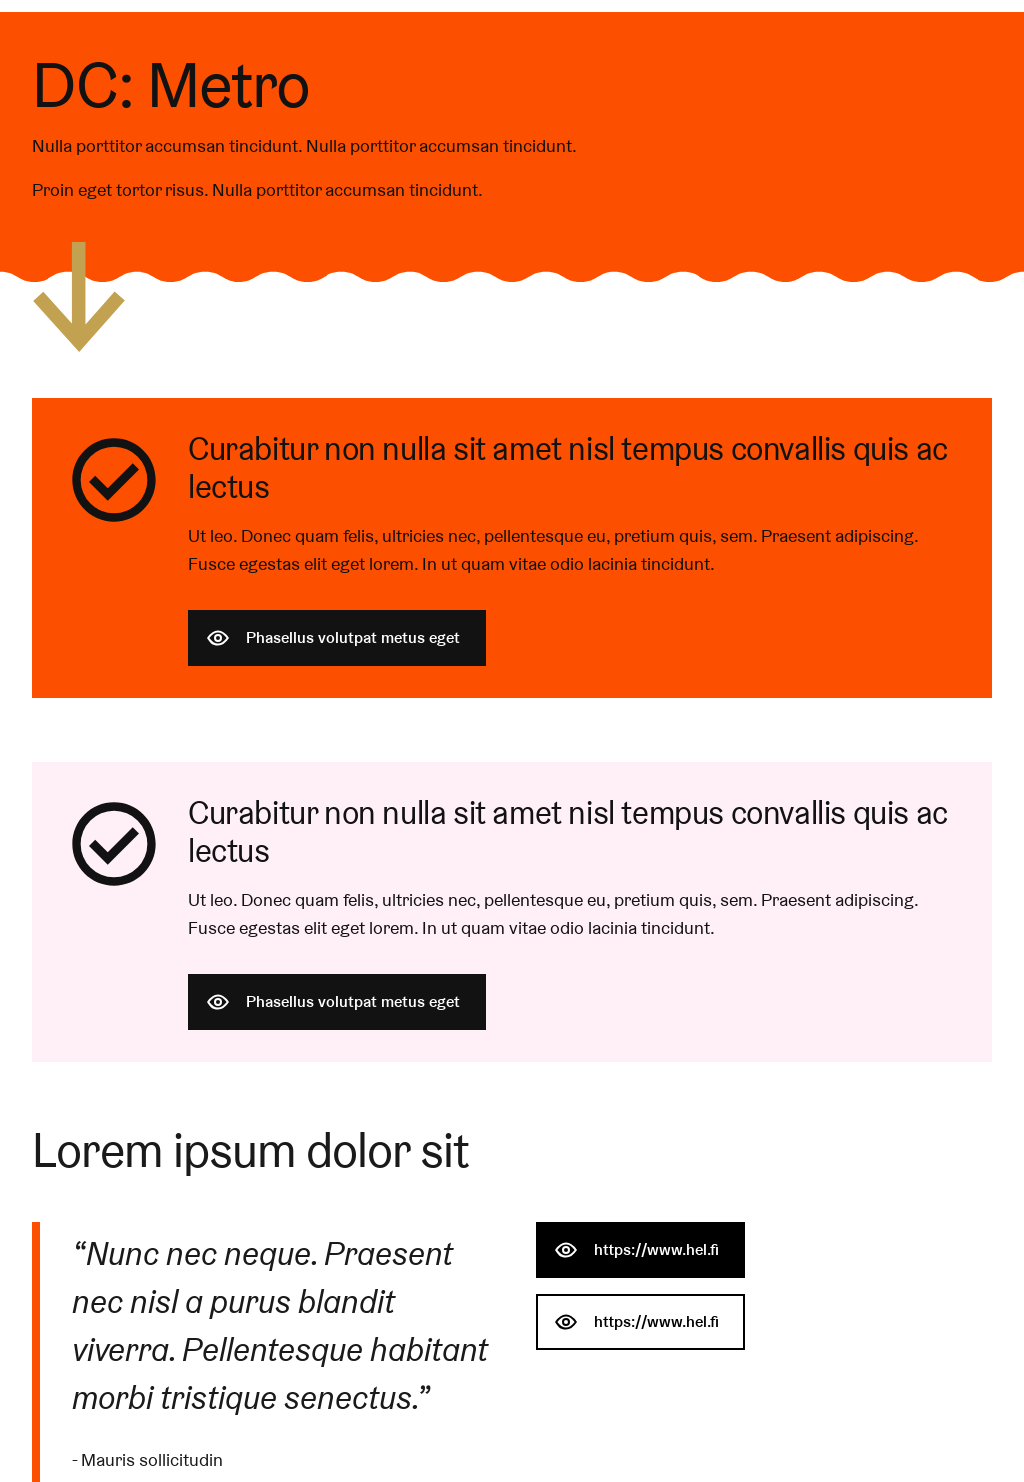 DC: Metro
Nulla porttitor accumsan tincidunt. Nulla porttitor accumsan tincidunt.
Proin eget tortor risus. Nulla porttitor accumsan tincidunt.
Curabitur non nulla sit amet nisl tempus convallis quis ac
lectus
Ut leo. Donec quam felis, ultricies nec, pellentesque eu, pretium quis, sem. Praesent adipiscing.
Fusce egestas elit eget lorem. In ut quam vitae odio lacinia tincidunt.
Phasellus volutpat metus eget
Curabitur non nulla sit amet nisl tempus convallis quis ac
lectus
Ut leo. Donec quam felis, ultricies nec, pellentesque eu, pretium quis, sem. Praesent adipiscing.
Fusce egestas elit eget lorem. In ut quam vitae odio lacinia tincidunt.
Phasellus volutpat metus eget
Lorem ipsum dolor sit
“Nunc nec neque. Praesent
nec nisl a purus blandit
viverra. Pellentesque habitant
morbi tristique senectus.”
- Mauris sollicitudin
https://www.hel.fi
https://www.hel.fi